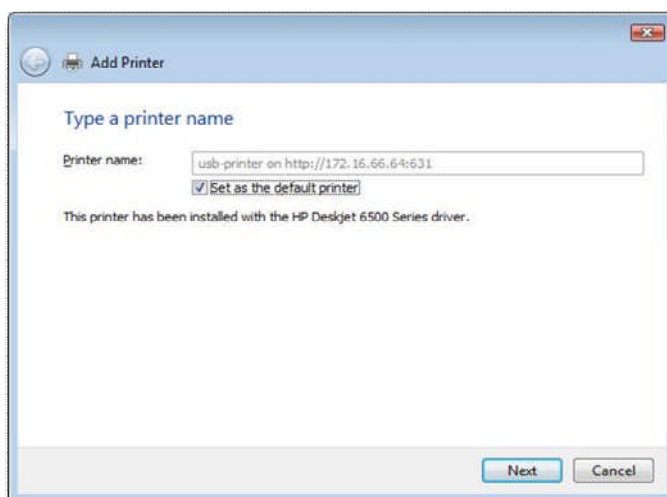 Add Printer
Type a printer name
Printer name:
usb-printer on http://172.16.66.64:631
Set as the default printer
This printer has been installed with the HP Deskjet 6500 Series driver.
Next
Cancel